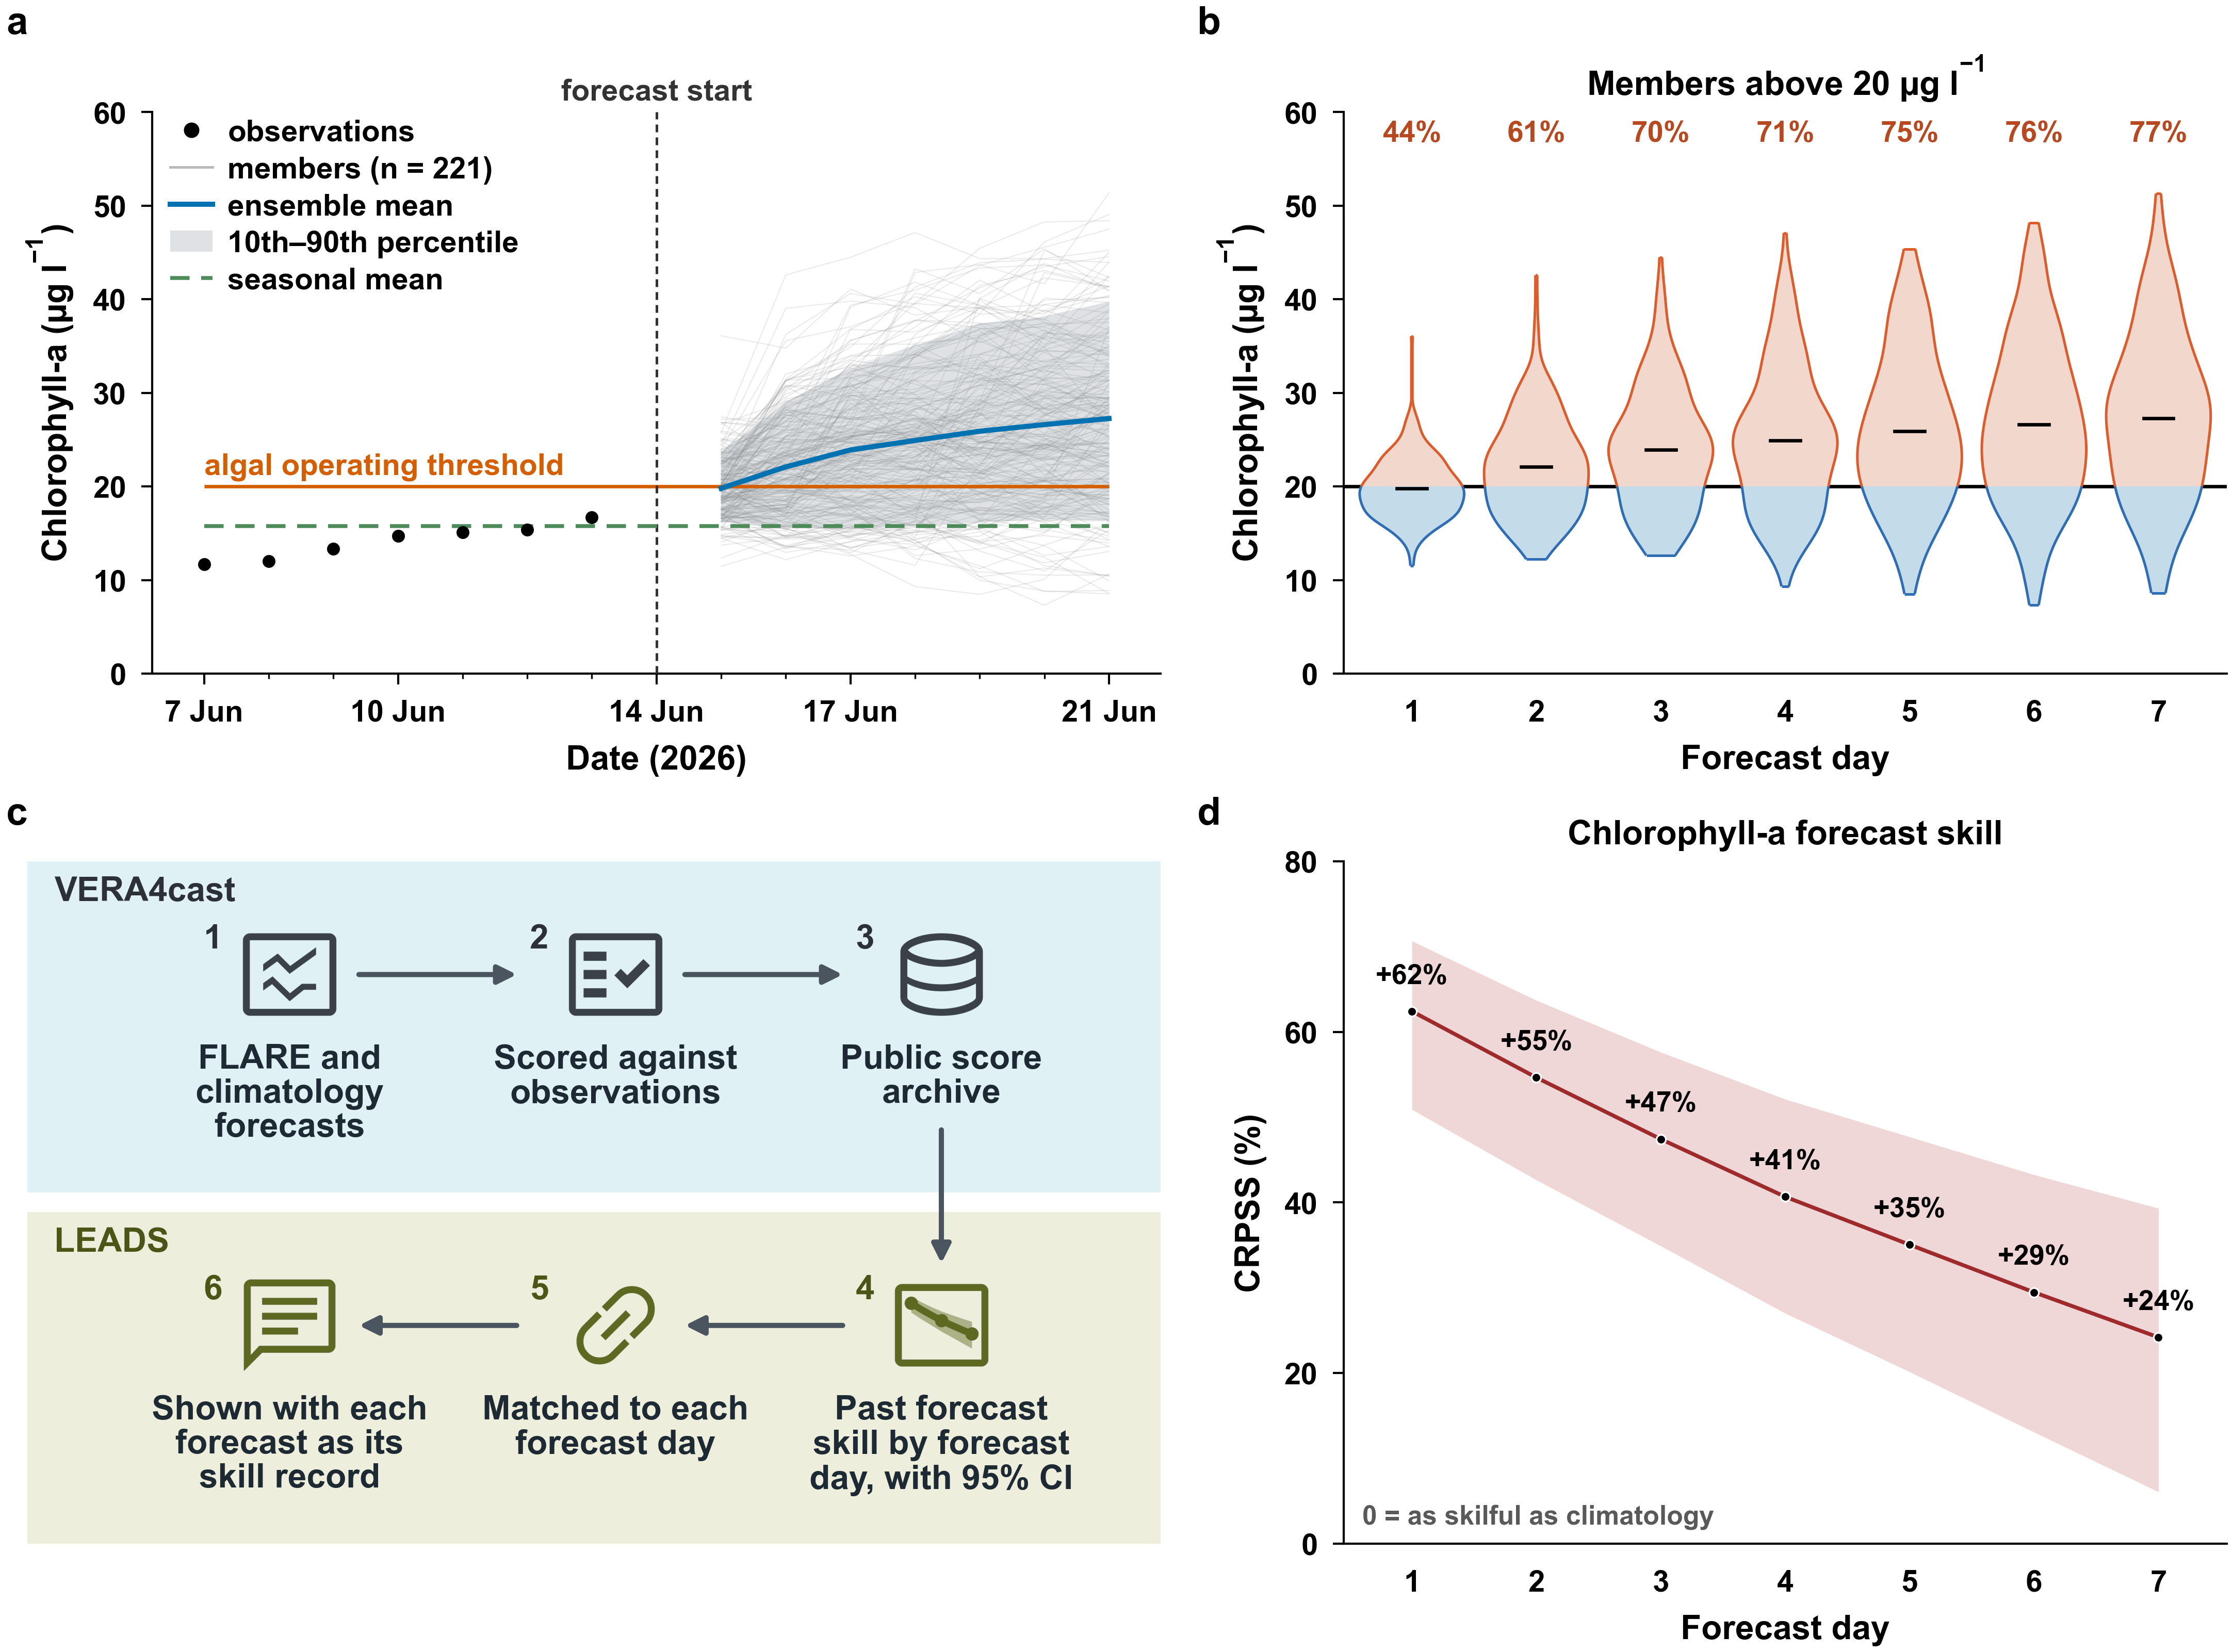 a
forecast start
observations
members (n = 221)
ensemble mean
10th–90th percentile
seasonal mean
algal operating threshold
Chlorophyll-a (µg l⁻¹)
60
50
40
30
20
10
0
7 Jun
10 Jun
14 Jun
17 Jun
21 Jun
Date (2026)
b
Members above 20 µg l⁻¹
44%
61%
70%
71%
75%
76%
77%
Chlorophyll-a (µg l⁻¹)
60
50
40
30
20
10
0
1
2
3
4
5
6
7
Forecast day
c
VERA4cast
1
FLARE and
climatology
forecasts
2
Scored against
observations
3
Public score
archive
LEADS
6
Shown with each
forecast as its
skill record
5
Matched to each
forecast day
4
Past forecast
skill by forecast
day, with 95% CI
d
Chlorophyll-a forecast skill
+62%
+55%
+47%
+41%
+35%
+29%
+24%
CRPSS (%)
80
60
40
20
0
0 = as skilful as climatology
1
2
3
4
5
6
7
Forecast day